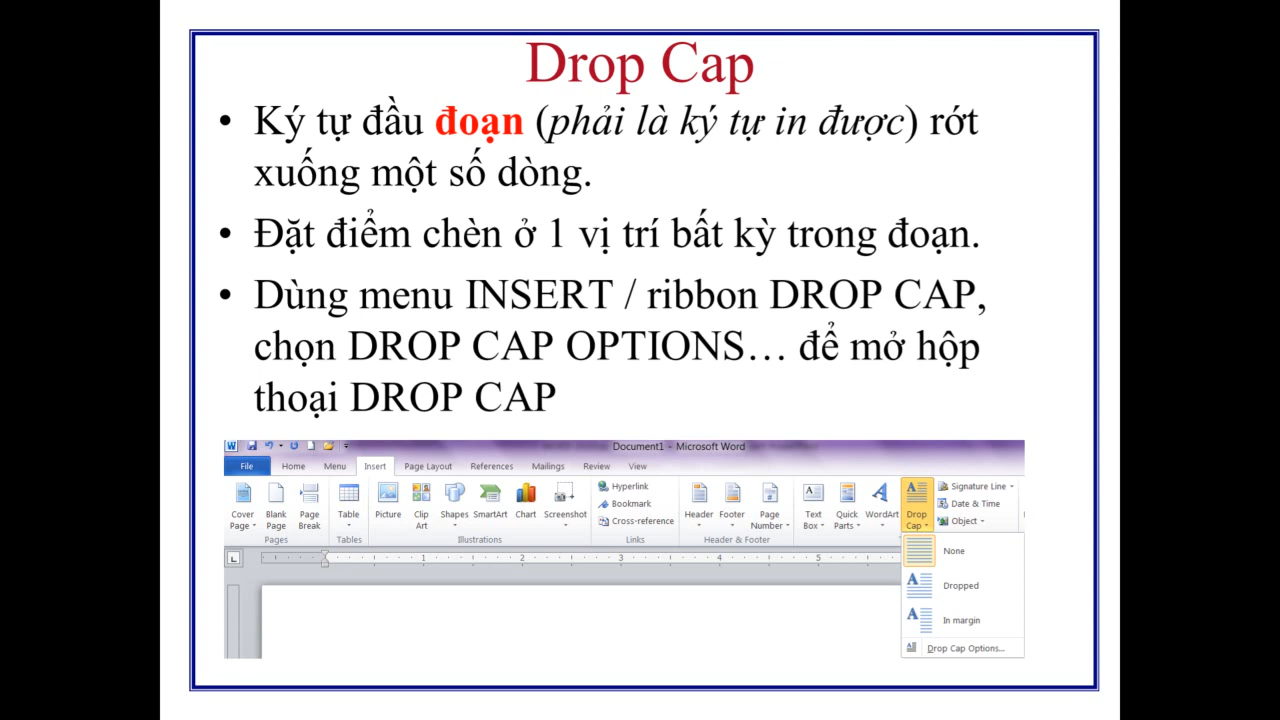 Drop Cap
• Ký tự đầu đoạn (phải là ký tự in được) rớt
xuống một số dòng.
• Đặt điểm chèn ở 1 vị trí bất kỳ trong đoạn.
• Dùng menu INSERT / ribbon DROP CAP,
chọn DROP CAP OPTIONS… để mở hộp
thoại DROP CAP
Document1 - Microsoft Word
File Home Menu Insert Page Layout References Mailings Review View
Cover Page Blank Page Page Break
Pages
Table
Tables
Picture Clip Art Shapes SmartArt Chart Screenshot
Illustrations
Hyperlink
Bookmark
Cross-reference
Links
Header Footer Page Number
Header & Footer
Text Box Quick Parts WordArt Drop Cap
Signature Line
Date & Time
Object
1 2 3 4 5
None
Dropped
In margin
Drop Cap Options...